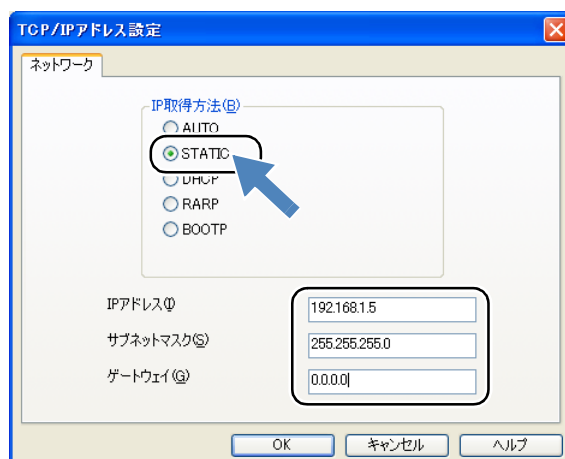 TCP/IPアドレス設定
ネットワーク
IP取得方法(B)
AUTO
STATIC
DHCP
RARP
BOOTP
IPアドレス(I) 192.168.1.5
サブネットマスク(S) 255.255.255.0
ゲートウェイ(G) 0.0.0.0
OK キャンセル ヘルプ